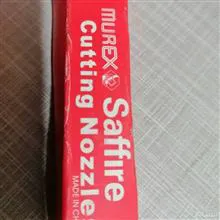 MUREX
Saffire
Cutting Nozzle
MADE IN CH